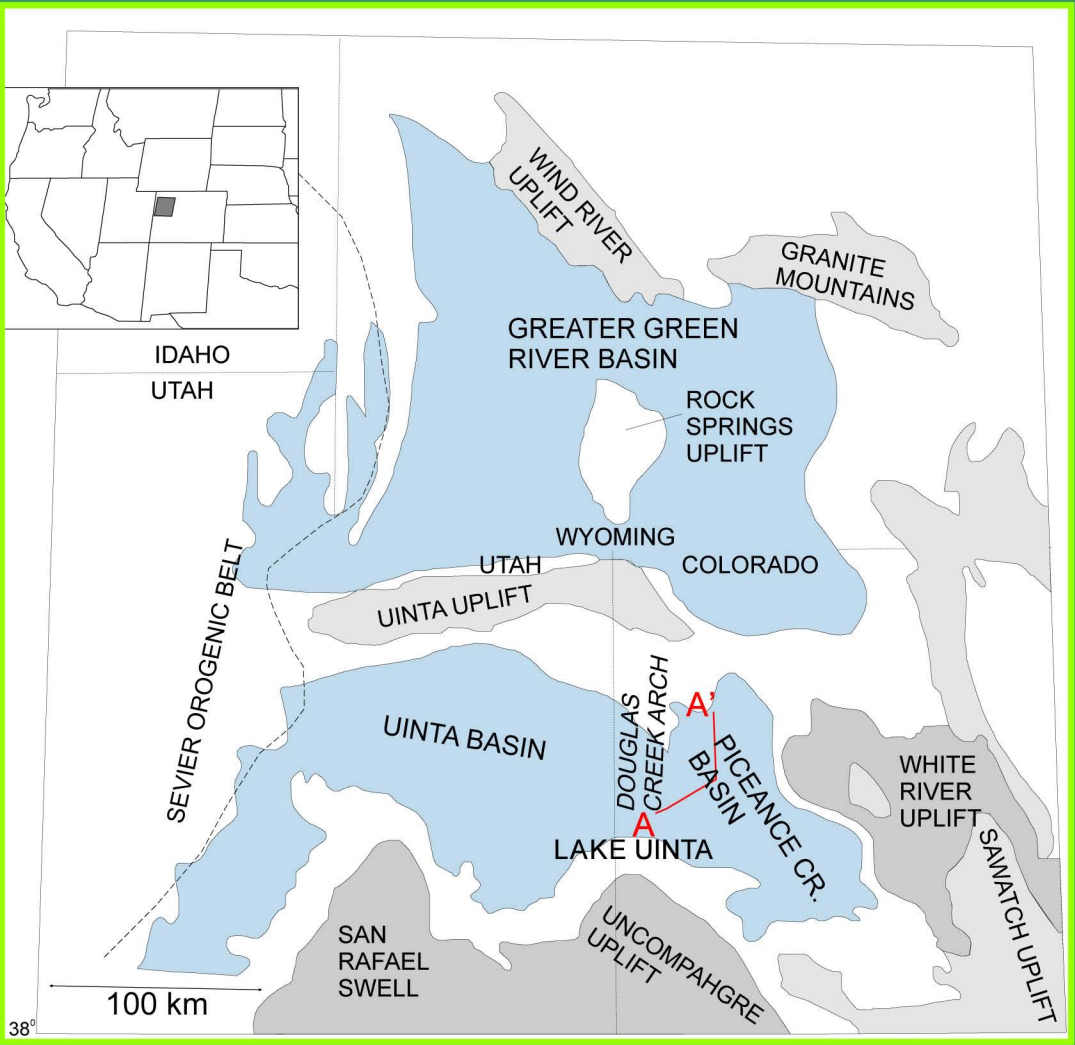 WIND RIVER
UPLIFT
GRANITE
MOUNTAINS
GREATER GREEN
RIVER BASIN
IDAHO
UTAH
ROCK
SPRINGS
UPLIFT
WYOMING
UTAH
COLORADO
UINTA UPLIFT
SEVIER OROGENIC BELT
UINTA BASIN
DOUGLAS
CREEK ARCH
A'
PICEANCE CR.
BASIN
A
LAKE UINTA
WHITE
RIVER
UPLIFT
SAWATCH UPLIFT
SAN
RAFAEL
SWELL
UNCOMPAHGRE
UPLIFT
100 km
38⁰